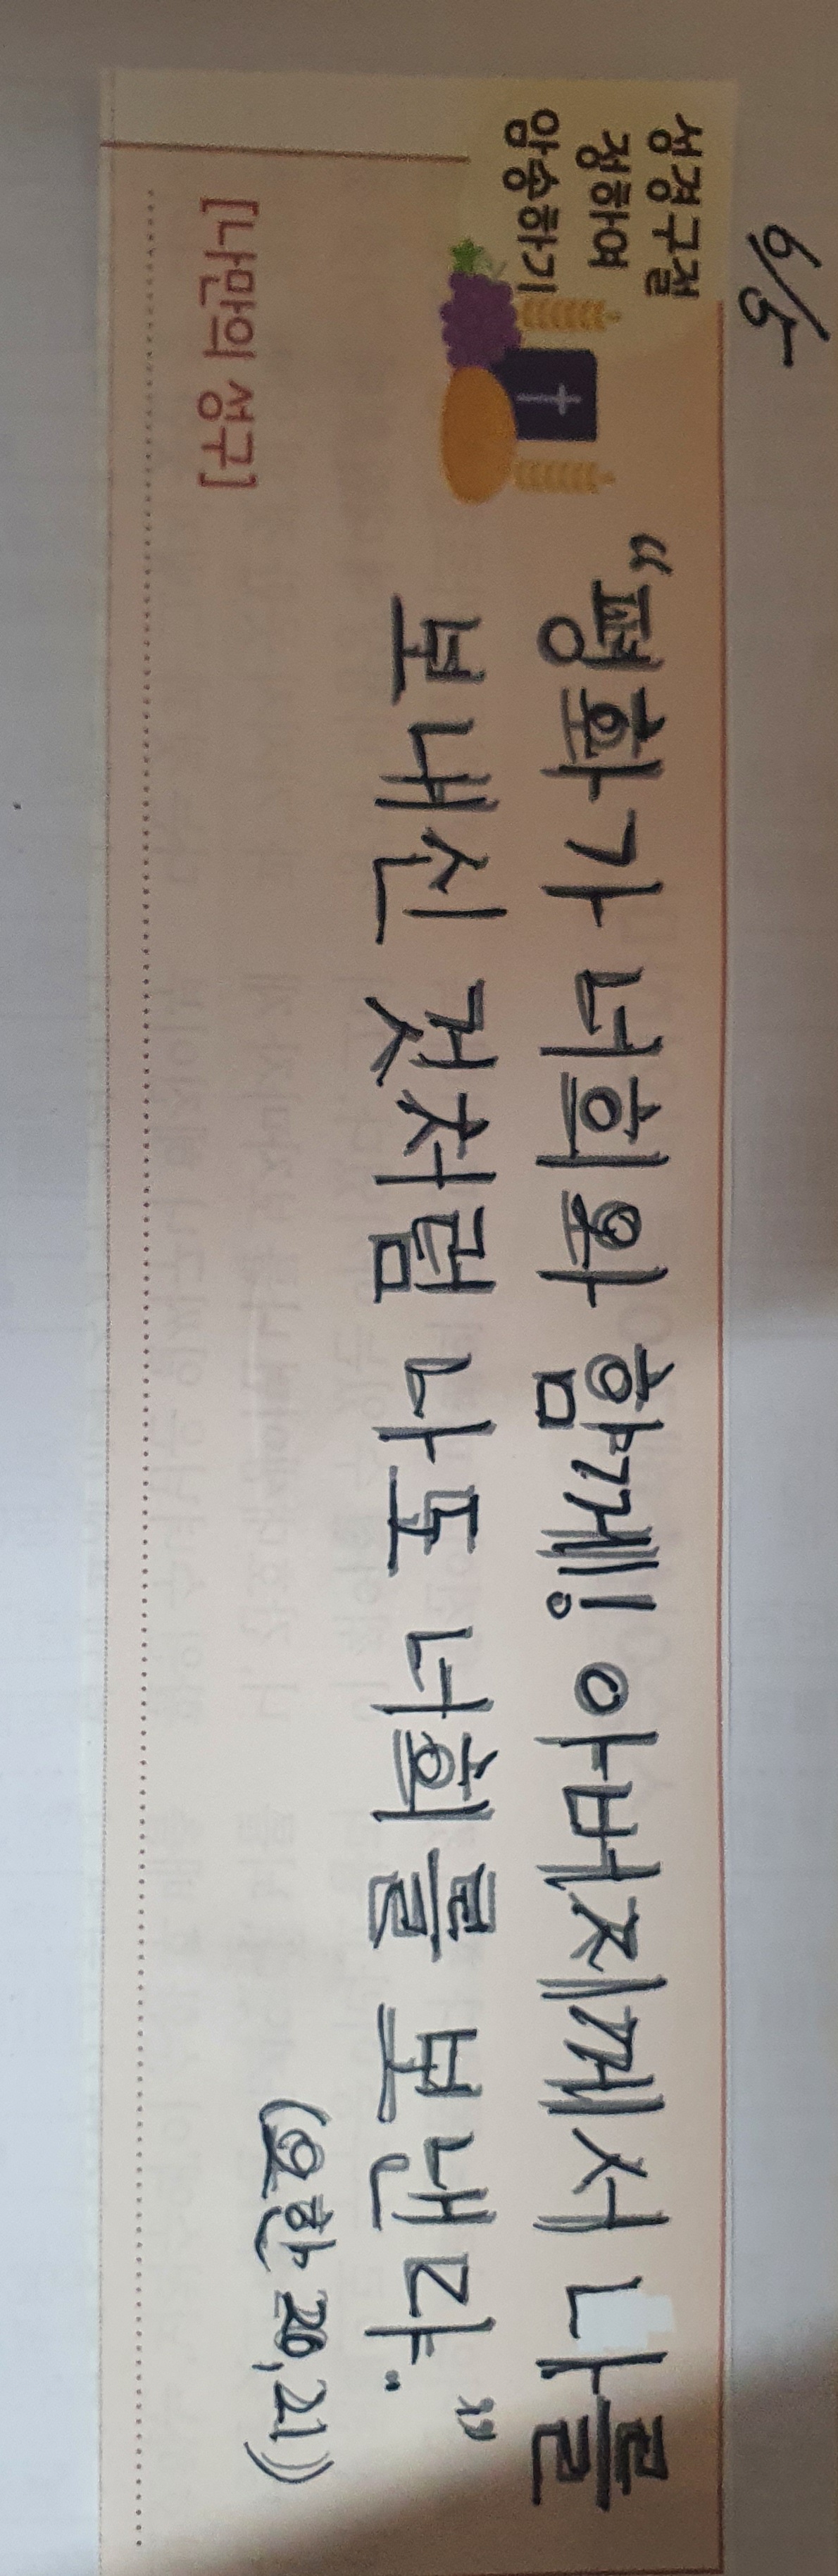 6/5
성경구절
정하여
암송하기
"평화가 너희와 함께! 아버지께서 나를
보내신 것처럼 나도 너희를 보낸다."
(요한 20,21)
[나만의 성구]